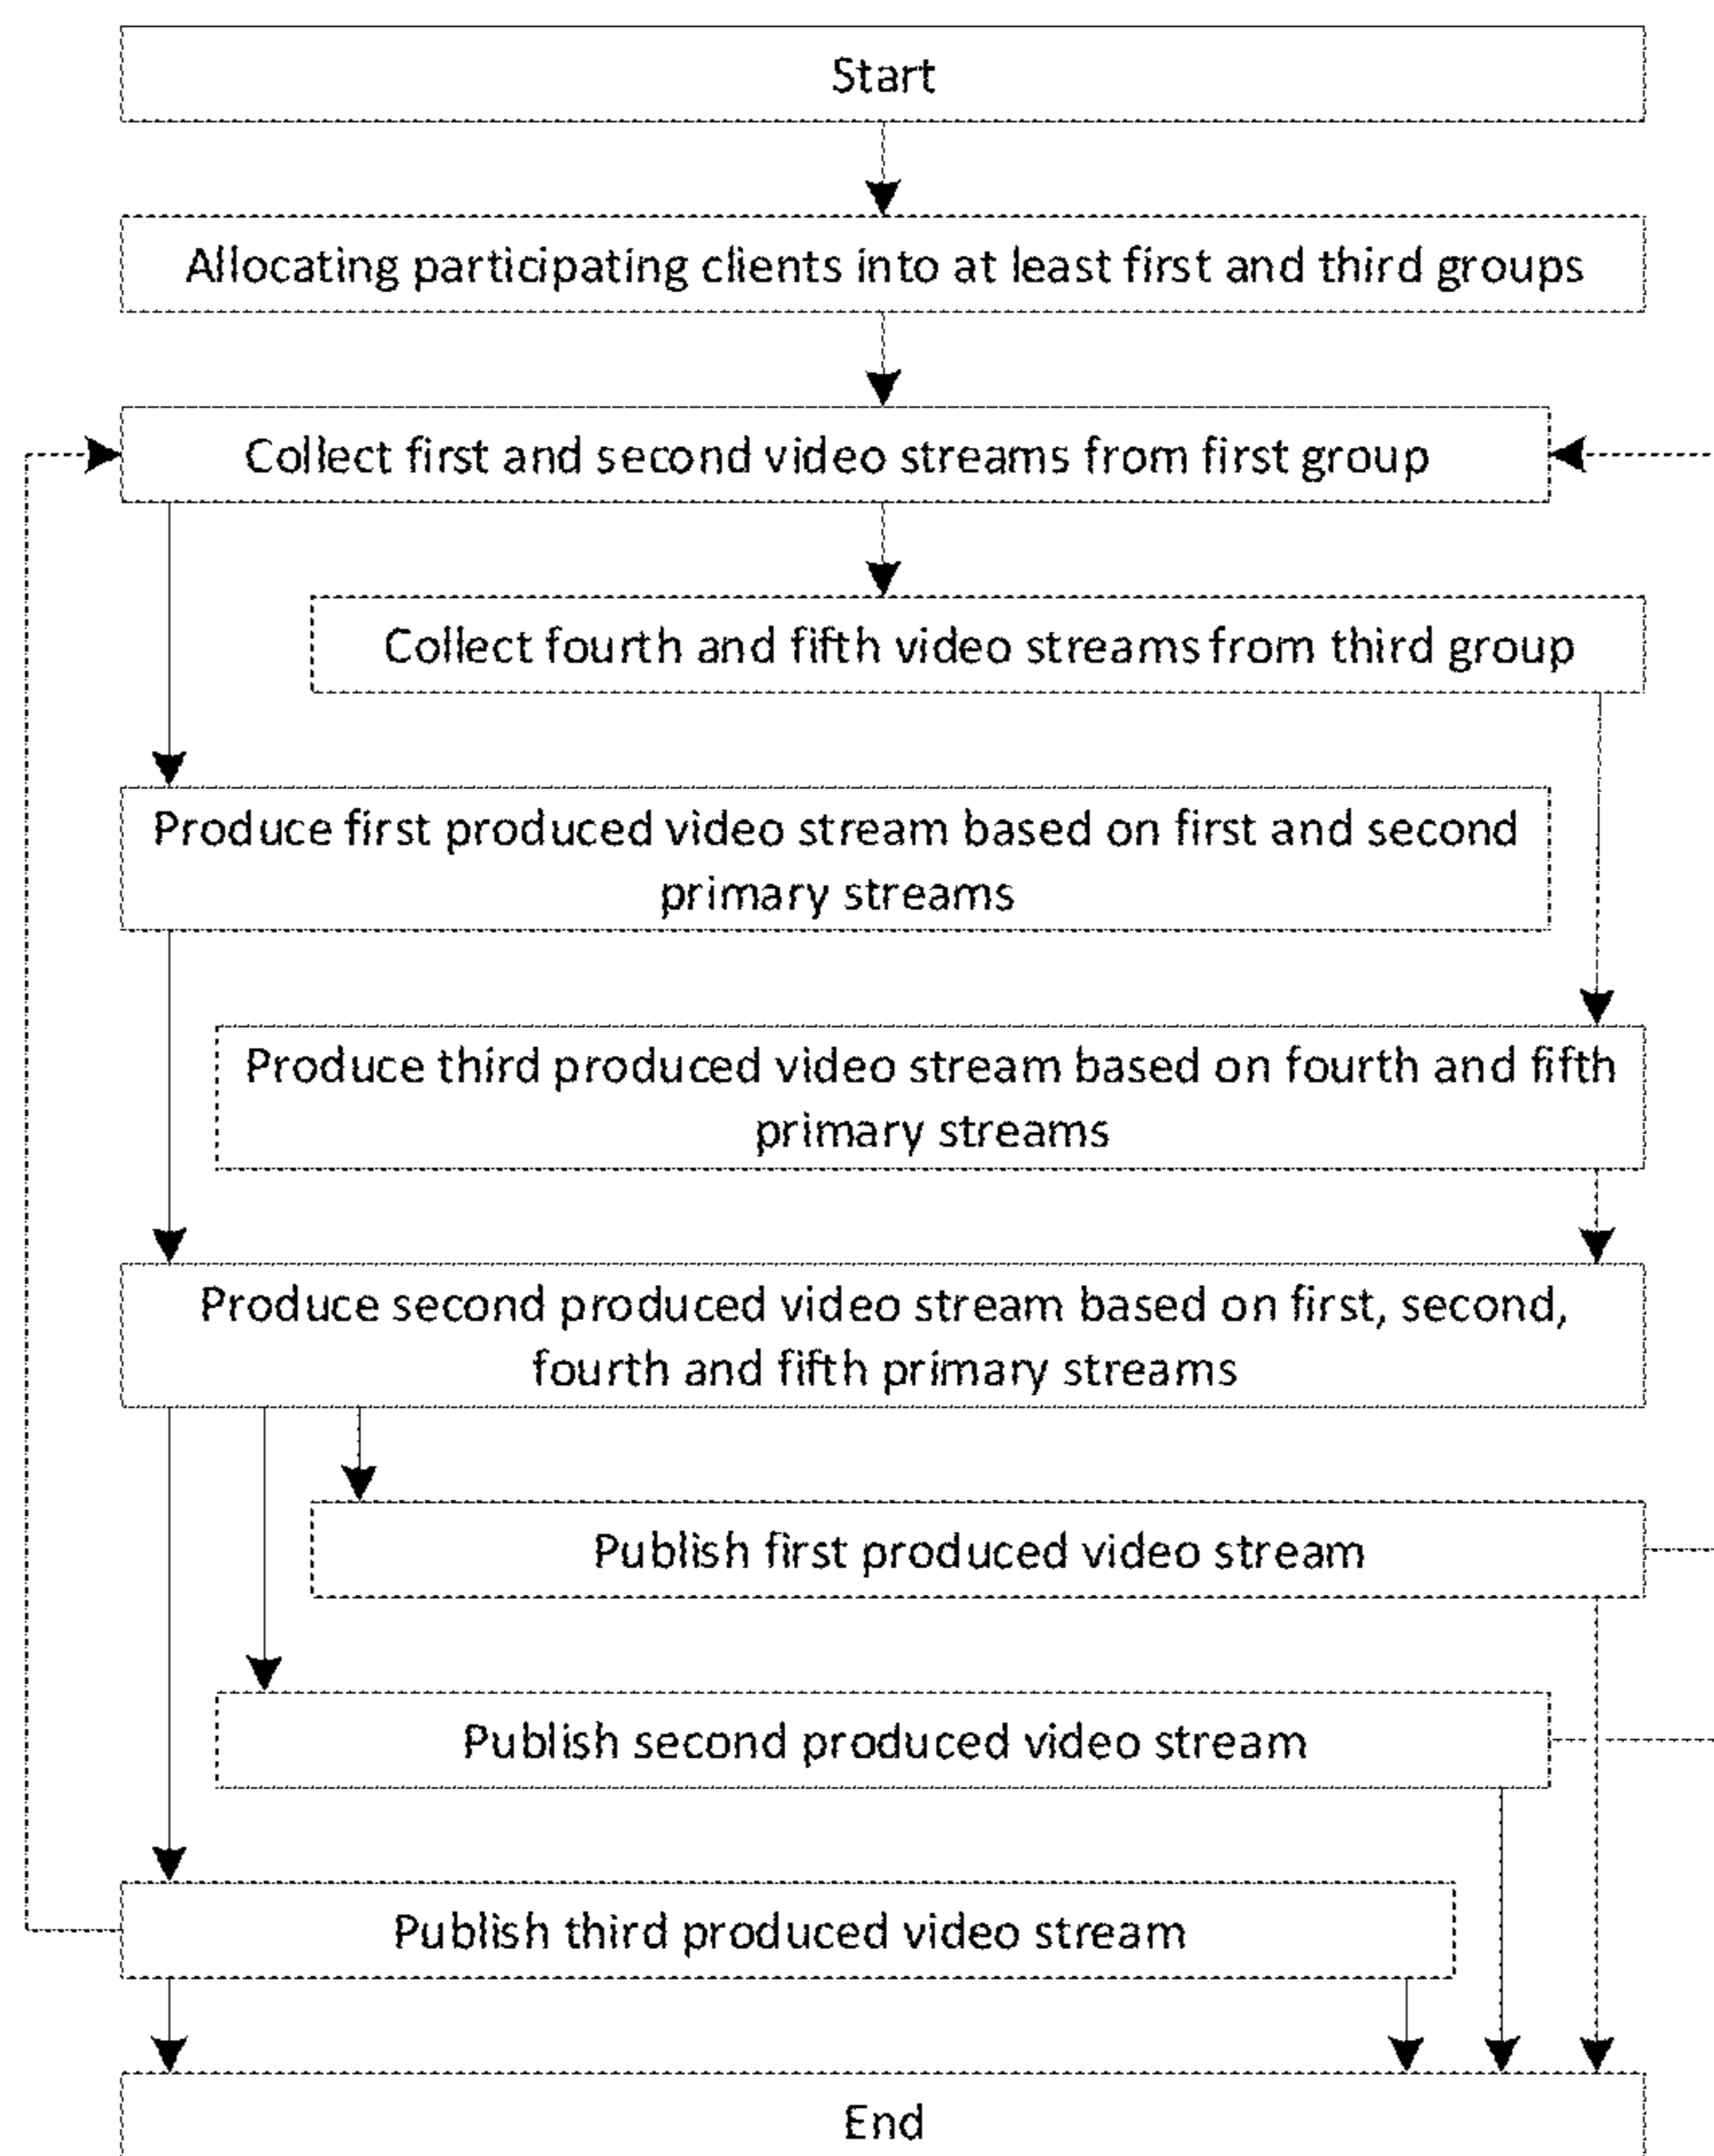 Start
Allocating participating clients into at least first and third groups
Collect first and second video streams from first group
Collect fourth and fifth video streams from third group
Produce first produced video stream based on first and second
primary streams
Produce third produced video stream based on fourth and fifth
primary streams
Produce second produced video stream based on first, second,
fourth and fifth primary streams
Publish first produced video stream
Publish second produced video stream
Publish third produced video stream
End